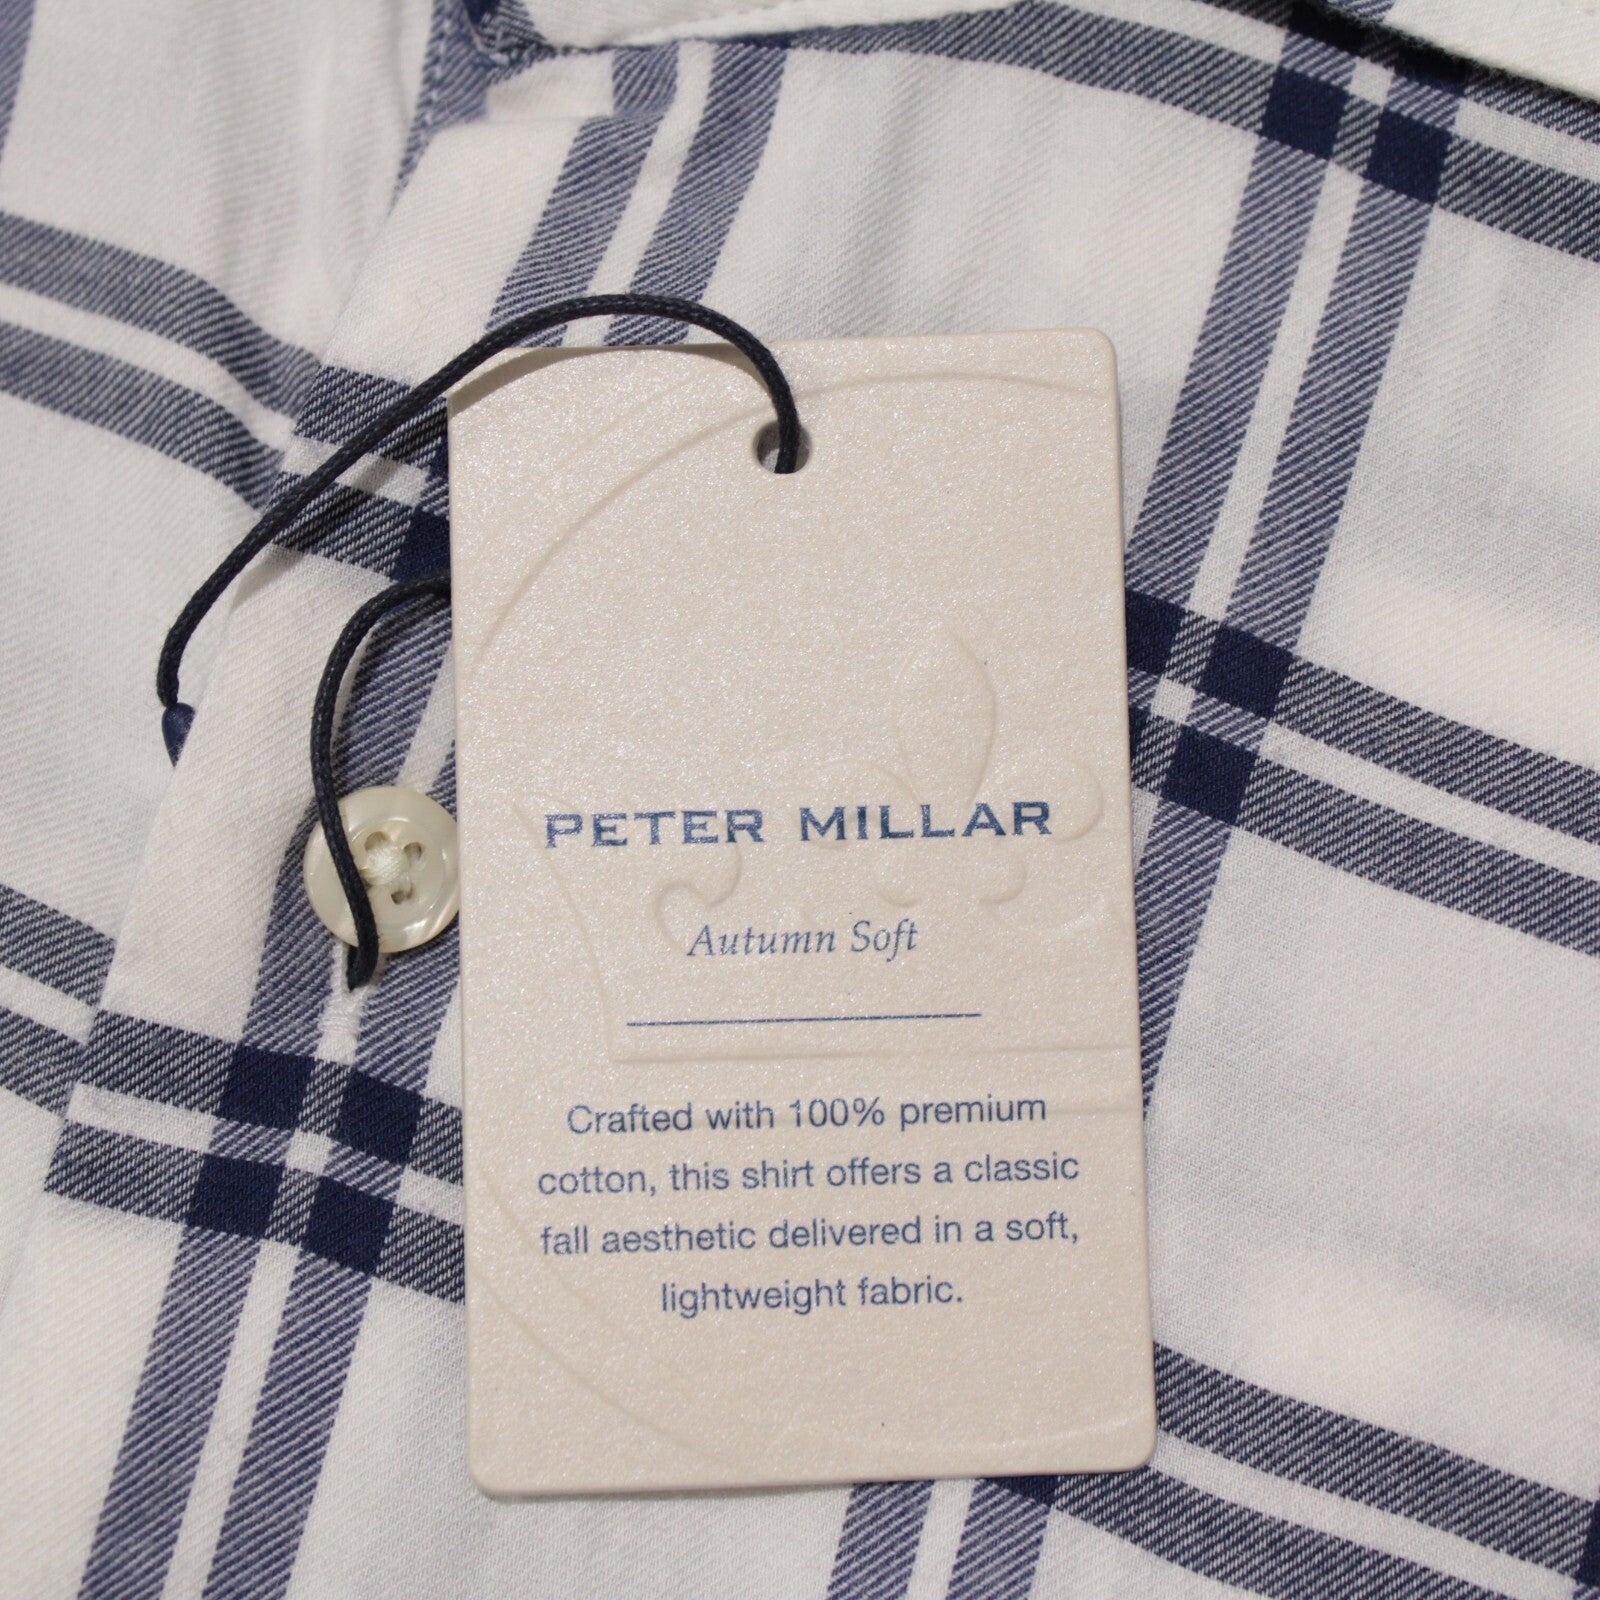 PETER MILLAR
Autumn Soft
Crafted with 100% premium
cotton, this shirt offers a classic
fall aesthetic delivered in a soft,
lightweight fabric.